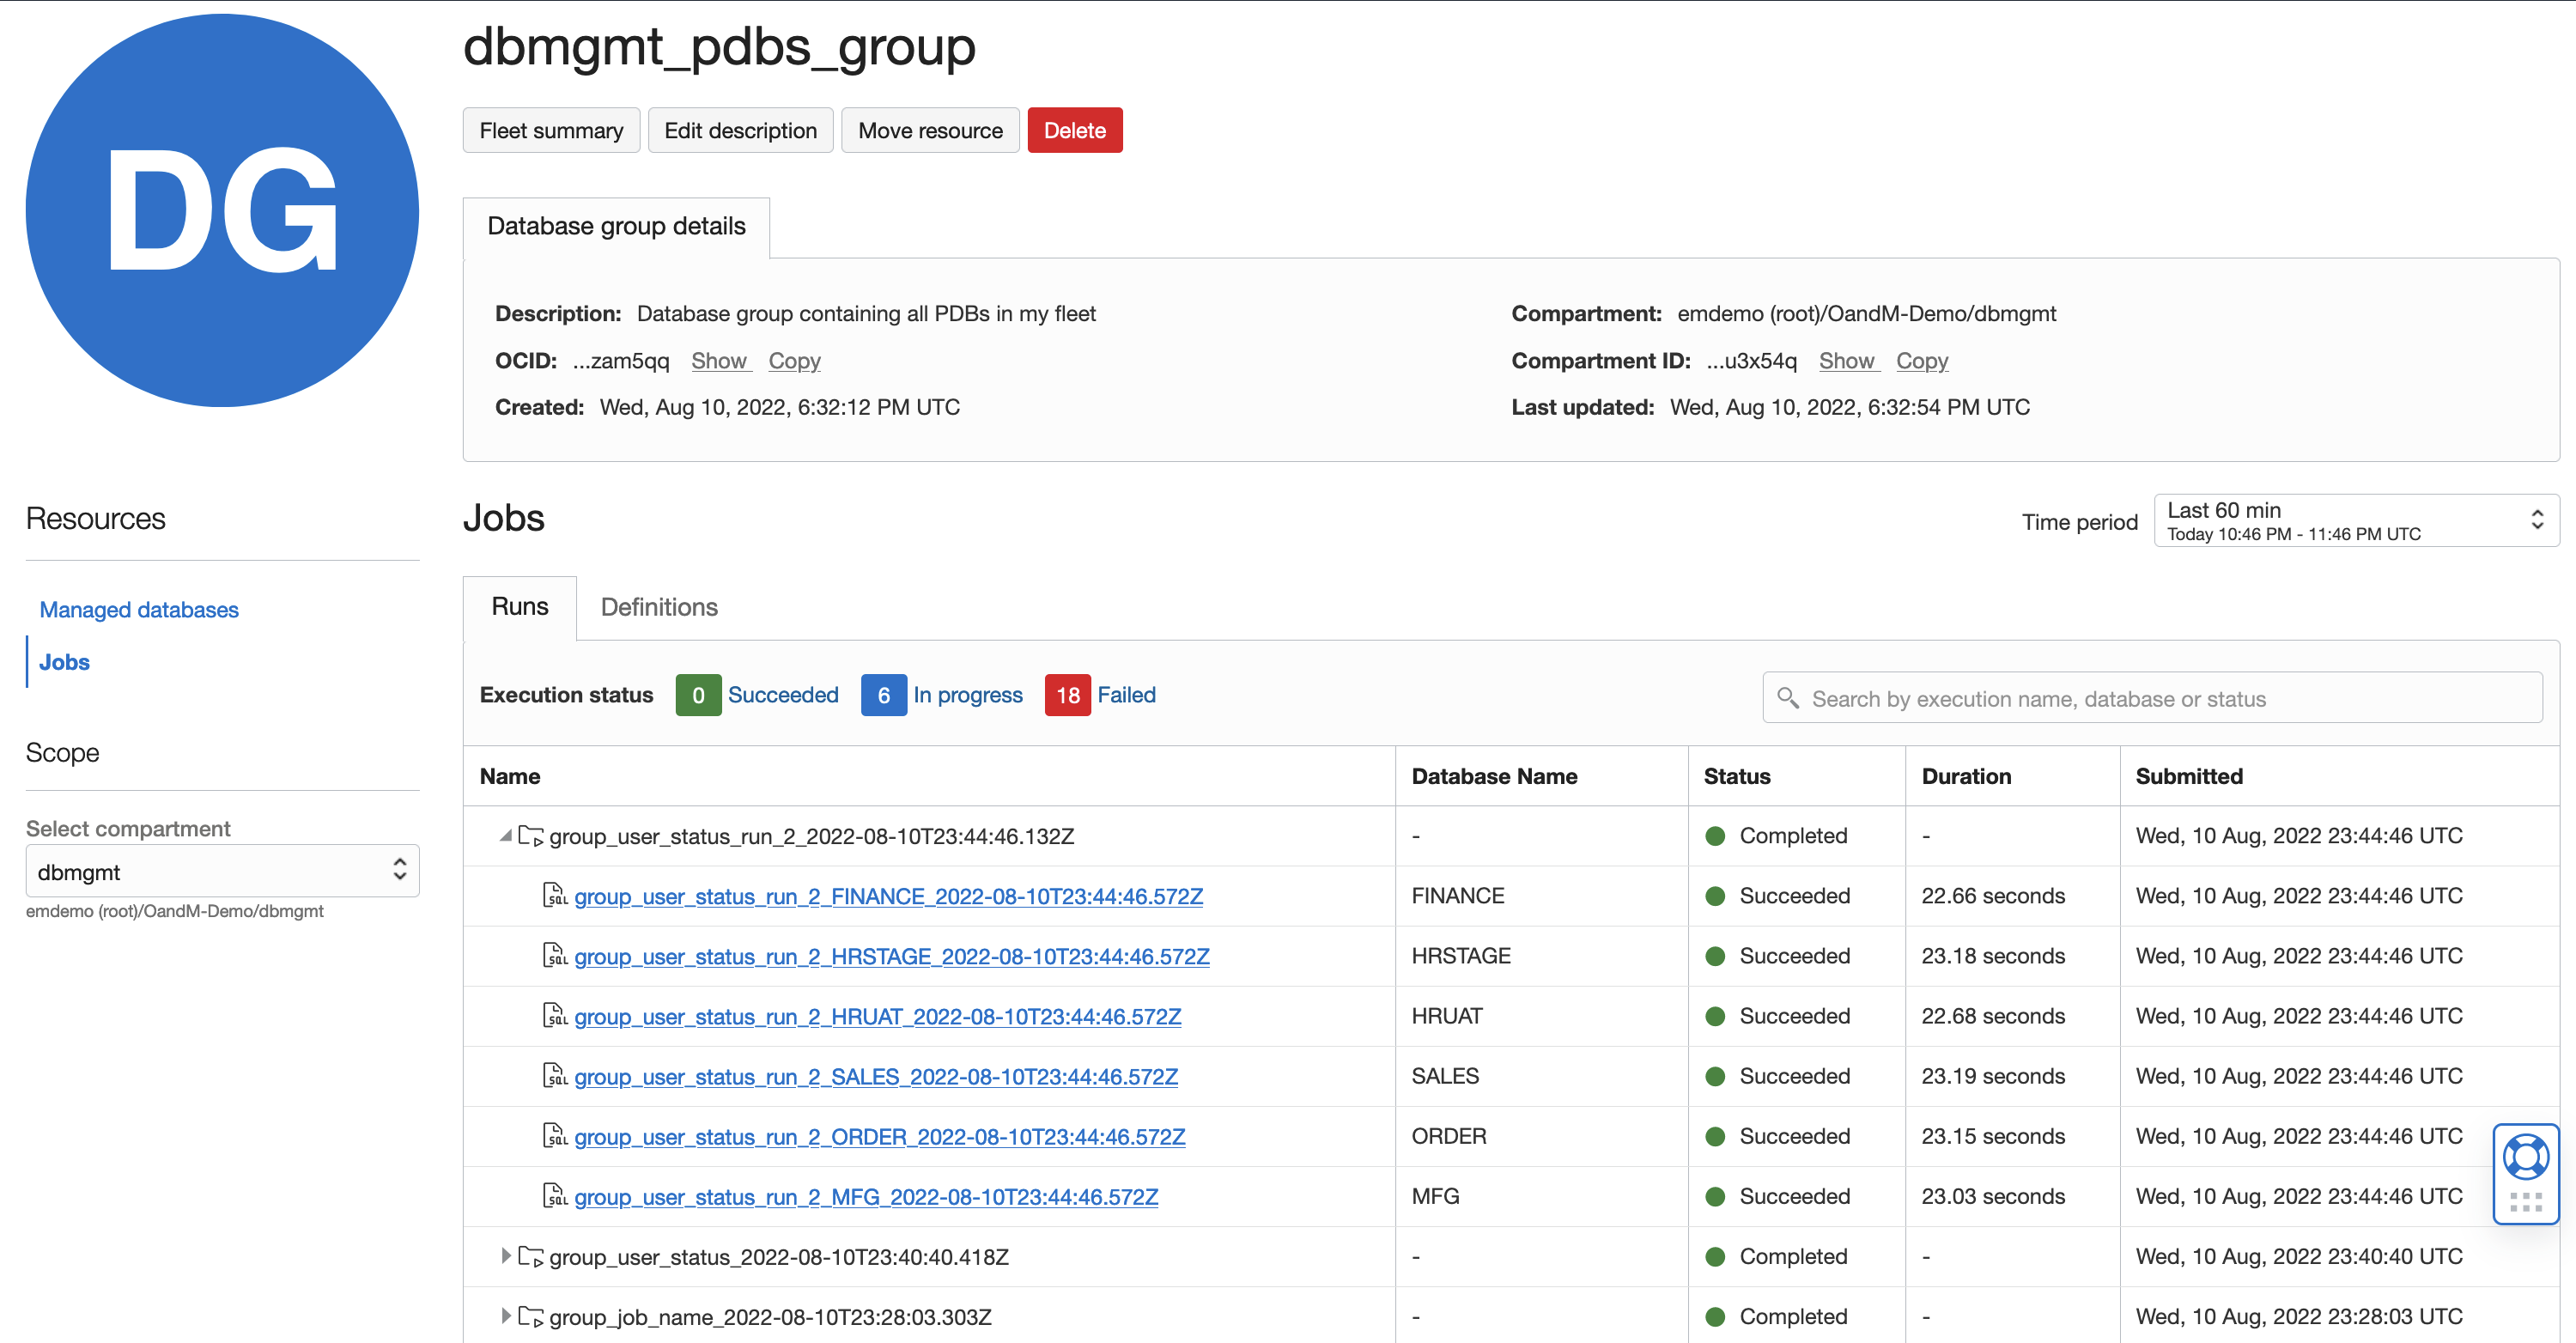 DG
dbmgmt_pdbs_group
Fleet summary Edit description Move resource Delete
Database group details
Description: Database group containing all PDBs in my fleet Compartment: emdemo (root)/OandM-Demo/dbmgmt
OCID: ...zam5qq Show Copy Compartment ID: ...u3x54q Show Copy
Created: Wed, Aug 10, 2022, 6:32:12 PM UTC Last updated: Wed, Aug 10, 2022, 6:32:54 PM UTC
Resources
Managed databases
Jobs
Scope
Select compartment
dbmgmt
emdemo (root)/OandM-Demo/dbmgmt
Jobs
Time period Last 60 min
Today 10:46 PM - 11:46 PM UTC
Runs Definitions
Execution status 0 Succeeded 6 In progress 18 Failed Search by execution name, database or status
Name Database Name Status Duration Submitted
group_user_status_run_2_2022-08-10T23:44:46.132Z - Completed - Wed, 10 Aug, 2022 23:44:46 UTC
SQL group_user_status_run_2_FINANCE_2022-08-10T23:44:46.572Z FINANCE Succeeded 22.66 seconds Wed, 10 Aug, 2022 23:44:46 UTC
SQL group_user_status_run_2_HRSTAGE_2022-08-10T23:44:46.572Z HRSTAGE Succeeded 23.18 seconds Wed, 10 Aug, 2022 23:44:46 UTC
SQL group_user_status_run_2_HRUAT_2022-08-10T23:44:46.572Z HRUAT Succeeded 22.68 seconds Wed, 10 Aug, 2022 23:44:46 UTC
SQL group_user_status_run_2_SALES_2022-08-10T23:44:46.572Z SALES Succeeded 23.19 seconds Wed, 10 Aug, 2022 23:44:46 UTC
SQL group_user_status_run_2_ORDER_2022-08-10T23:44:46.572Z ORDER Succeeded 23.15 seconds Wed, 10 Aug, 2022 23:44:46 UTC
SQL group_user_status_run_2_MFG_2022-08-10T23:44:46.572Z MFG Succeeded 23.03 seconds Wed, 10 Aug, 2022 23:44:46 UTC
group_user_status_2022-08-10T23:40:40.418Z - Completed - Wed, 10 Aug, 2022 23:40:40 UTC
group_job_name_2022-08-10T23:28:03.303Z - Completed - Wed, 10 Aug, 2022 23:28:03 UTC